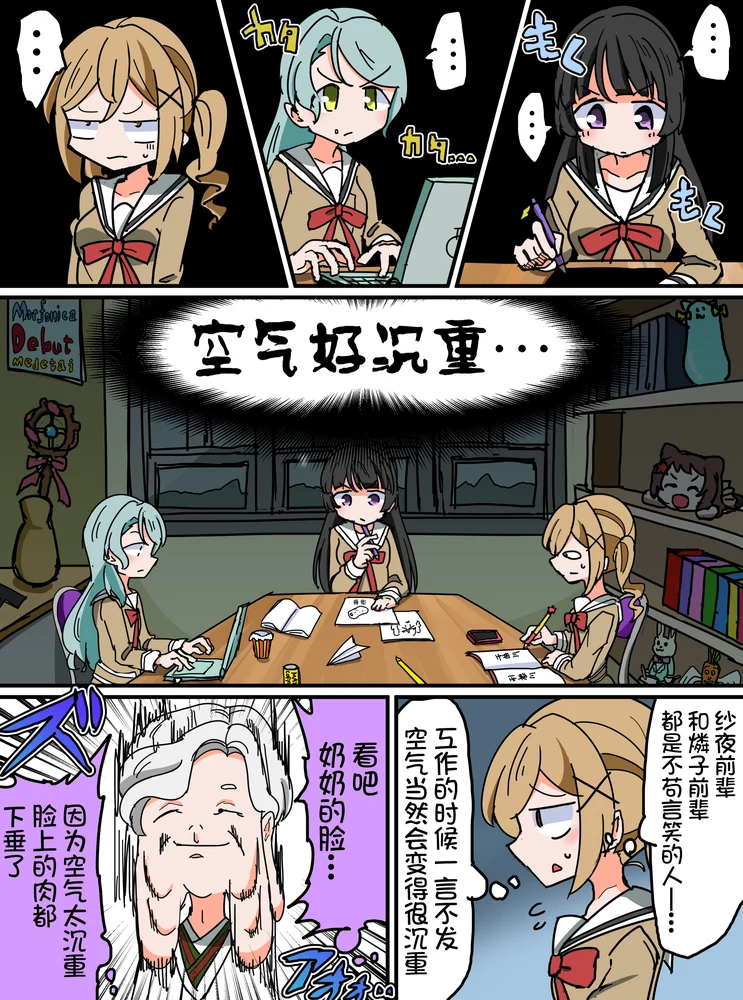 …
カタ
カタ…
もく
…
…
もく
空气好沉重…
Morfonica
Debut
纱夜前辈
和燐子前辈
都是不苟言笑的人—…
工作的时候一言不发
空气当然会变得很沉重
看吧
奶奶的脸…
ズズ
因为空气太沉重
脸上的肉都
下垂了
アオォォ…